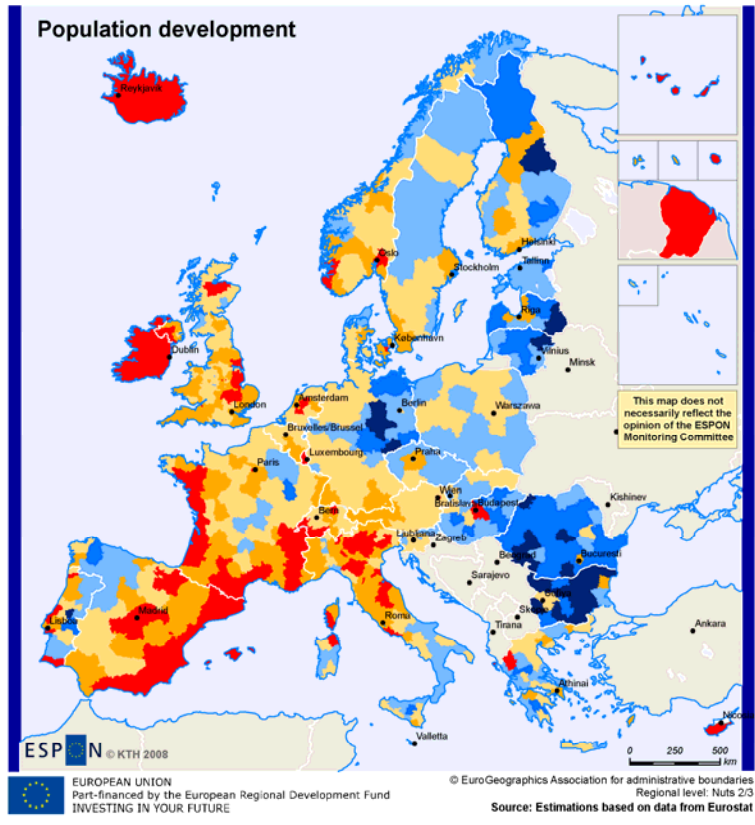 Population development
Reykjavik
Oslo
Helsinki
Tallinn
Stockholm
Riga
København
Vilnius
Minsk
Dublin
London
Amsterdam
Berlin
Warszawa
Bruxelles/Brussel
Luxembourg
Praha
Paris
Wien
Bratislava
Budapest
Kishinev
Bern
Ljubljana
Zagreb
Beograd
Bucuresti
Sarajevo
Sofiya
Skopje
Madrid
Lisboa
Roma
Tirana
Ankara
Athinai
Valletta
This map does not
necessarily reflect the
opinion of the ESPON
Monitoring Committee
ESPON © KTH 2008
0 250 500
km
EUROPEAN UNION
Part-financed by the European Regional Development Fund
INVESTING IN YOUR FUTURE
© EuroGeographics Association for administrative boundaries
Regional level: Nuts 2/3
Source: Estimations based on data from Eurostat